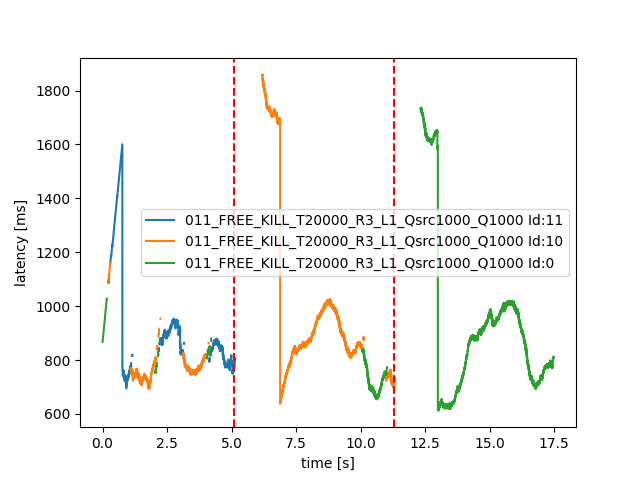 1800
1600
1400
1200
1000
800
600
latency [ms]
011_FREE_KILL_T20000_R3_L1_Qsrc1000_Q1000 Id:11
011_FREE_KILL_T20000_R3_L1_Qsrc1000_Q1000 Id:10
011_FREE_KILL_T20000_R3_L1_Qsrc1000_Q1000 Id:0
0.0 2.5 5.0 7.5 10.0 12.5 15.0 17.5
time [s]